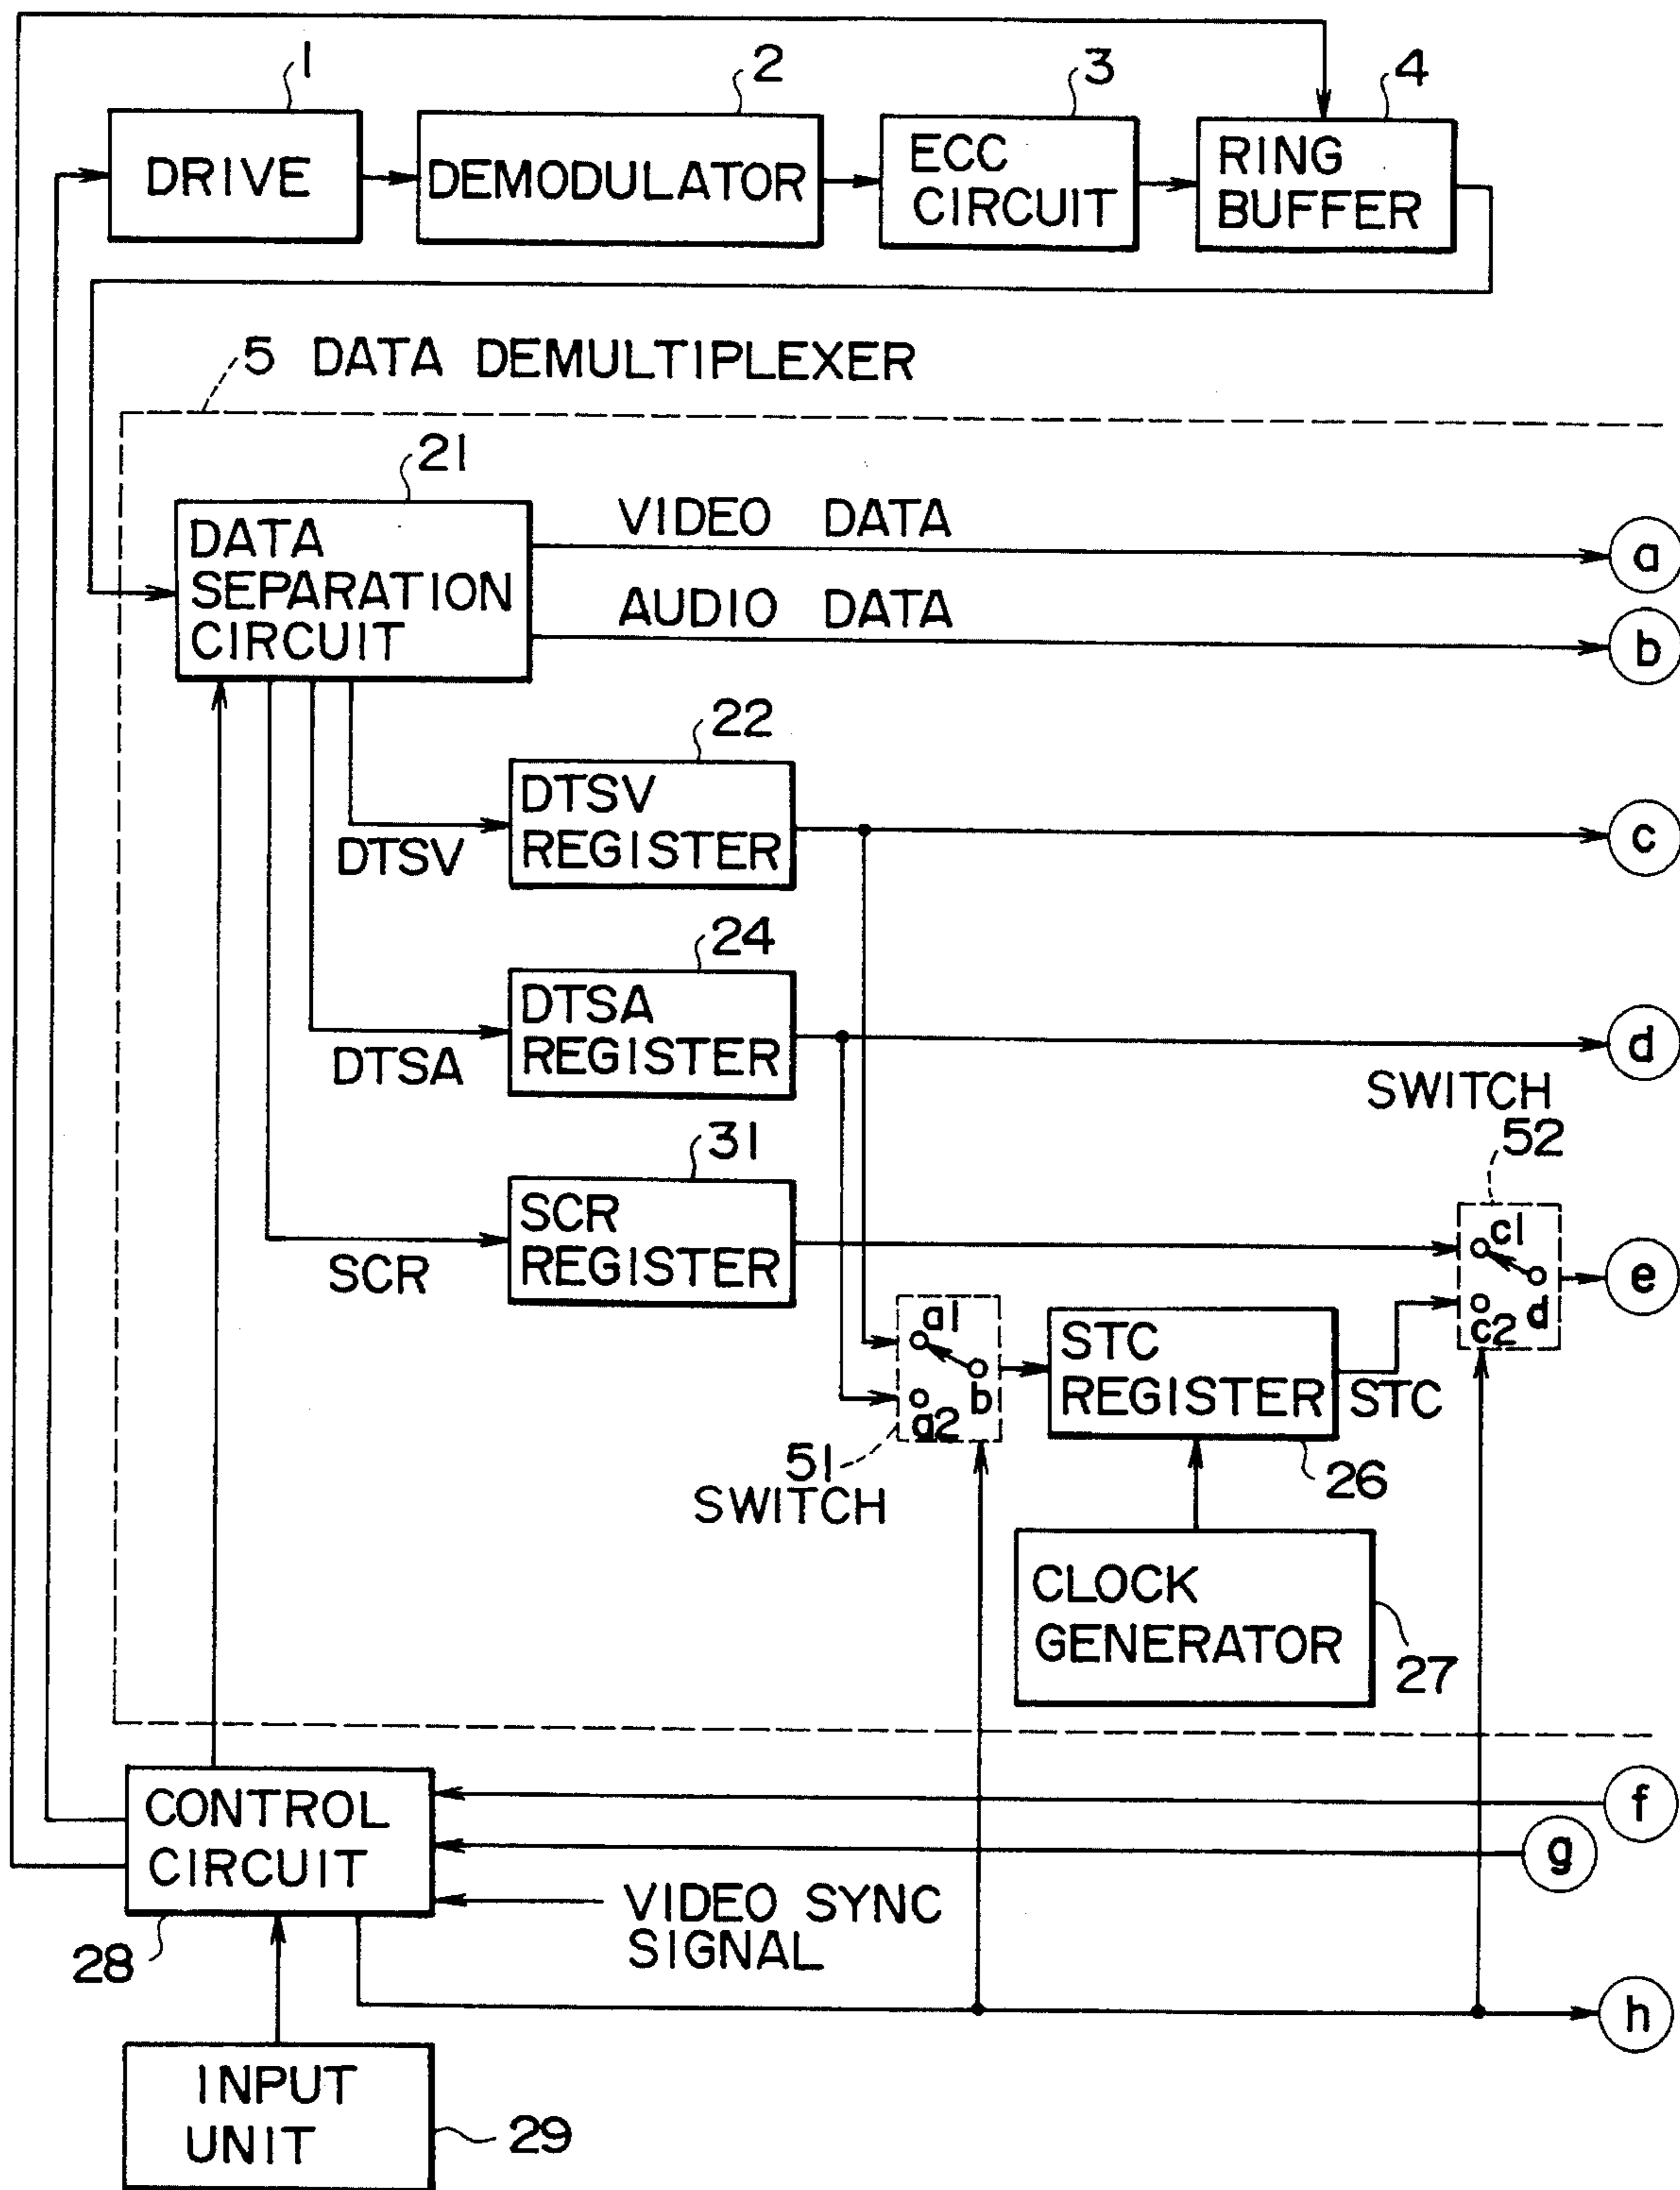 1
2
3
4
DRIVE
DEMODULATOR
ECC
CIRCUIT
RING
BUFFER
5 DATA DEMULTIPLEXER
21
DATA
SEPARATION
CIRCUIT
VIDEO DATA
a
AUDIO DATA
b
22
DTSV
REGISTER
DTSV
c
24
DTSA
REGISTER
DTSA
d
SWITCH
52
31
SCR
REGISTER
SCR
c1
c2
d
e
a1
a2
b
51
SWITCH
STC
REGISTER
STC
26
CLOCK
GENERATOR
27
CONTROL
CIRCUIT
f
g
VIDEO SYNC
SIGNAL
28
h
INPUT
UNIT
29